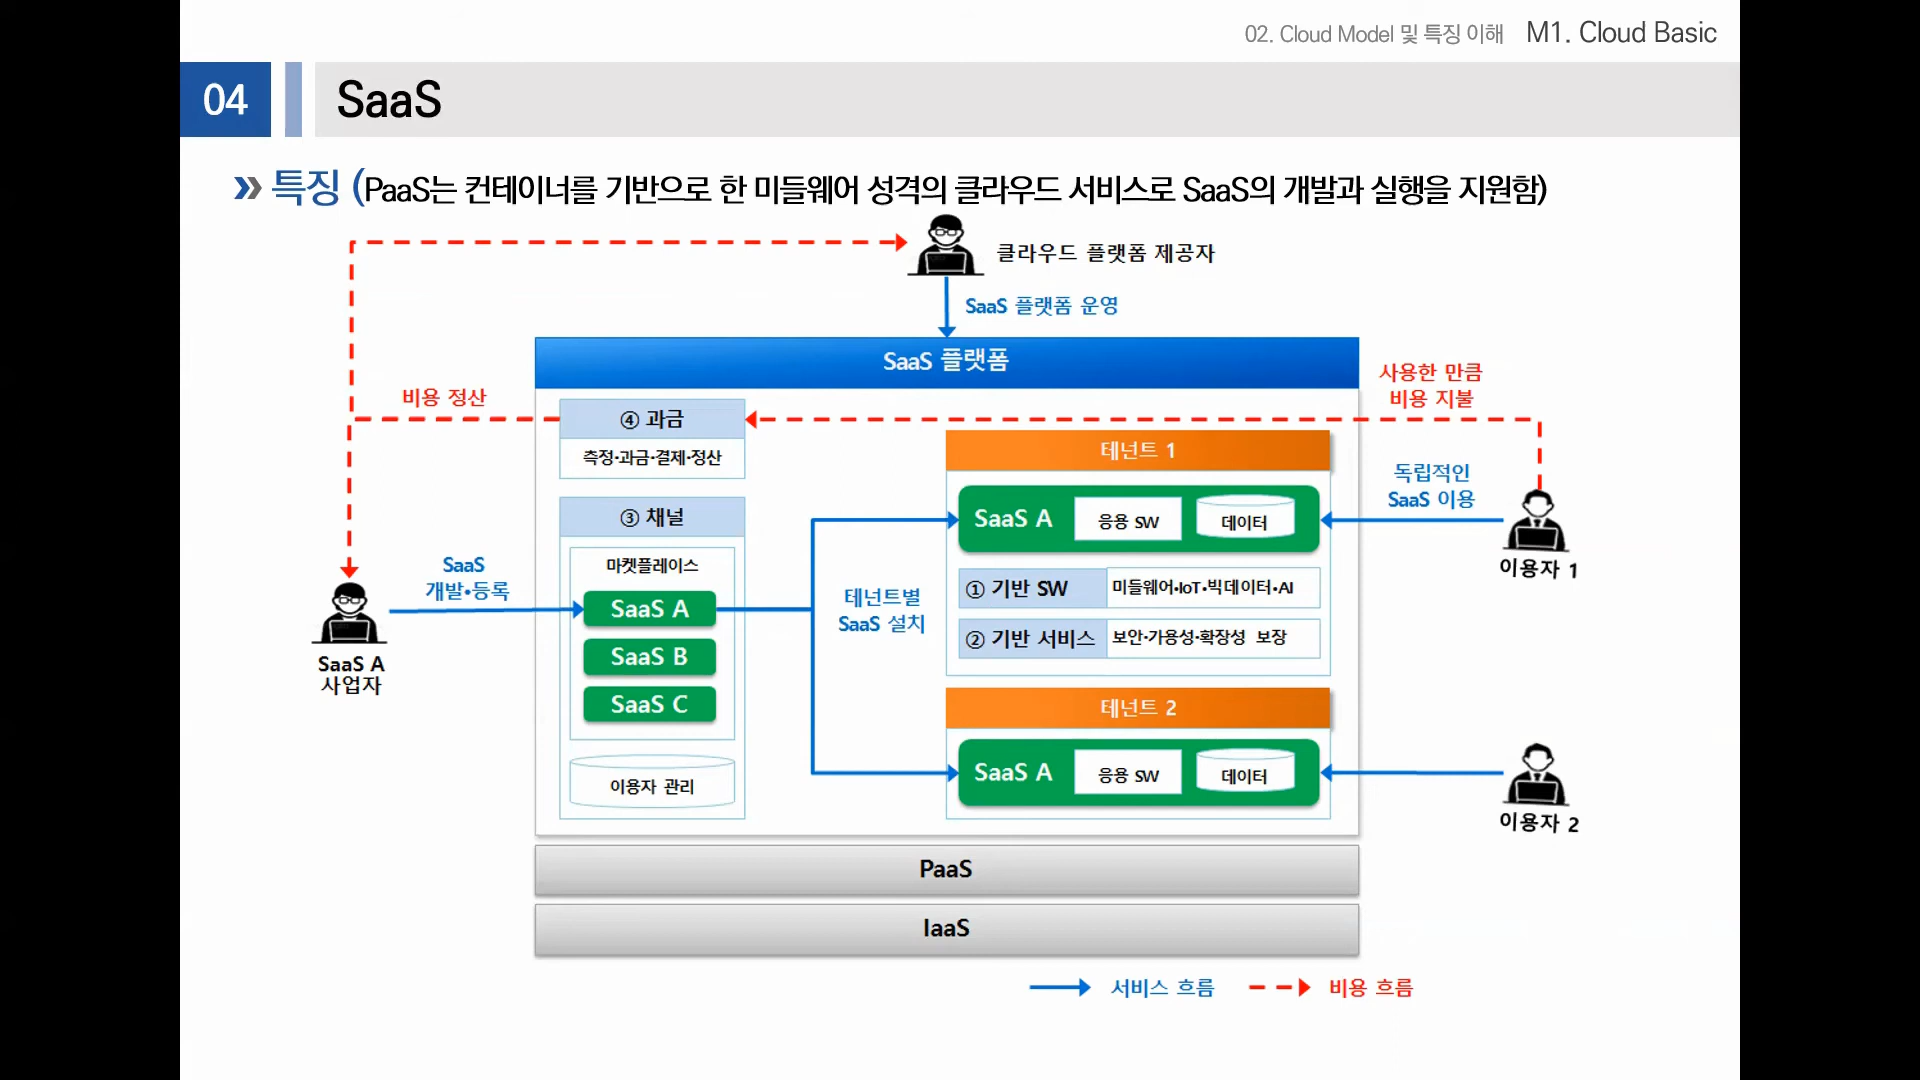 02. Cloud Model 및 특징 이해 M1. Cloud Basic
04 SaaS
특징 (PaaS는 컨테이너를 기반으로 한 미들웨어 성격의 클라우드 서비스로 SaaS의 개발과 실행을 지원함)
클라우드 플랫폼 제공자
SaaS 플랫폼 운영
SaaS 플랫폼
비용 정산
사용한 만큼
비용 지불
④ 과금
측정·과금·결제·정산
③ 채널
마켓플레이스
SaaS A
SaaS B
SaaS C
이용자 관리
SaaS
개발·등록
SaaS A
사업자
테넌트별
SaaS 설치
테넌트 1
SaaS A 응용 SW 데이터
① 기반 SW 미들웨어·IoT·빅데이터·AI
② 기반 서비스 보안·가용성·확장성 보장
독립적인
SaaS 이용
이용자 1
테넌트 2
SaaS A 응용 SW 데이터
이용자 2
PaaS
IaaS
서비스 흐름 비용 흐름